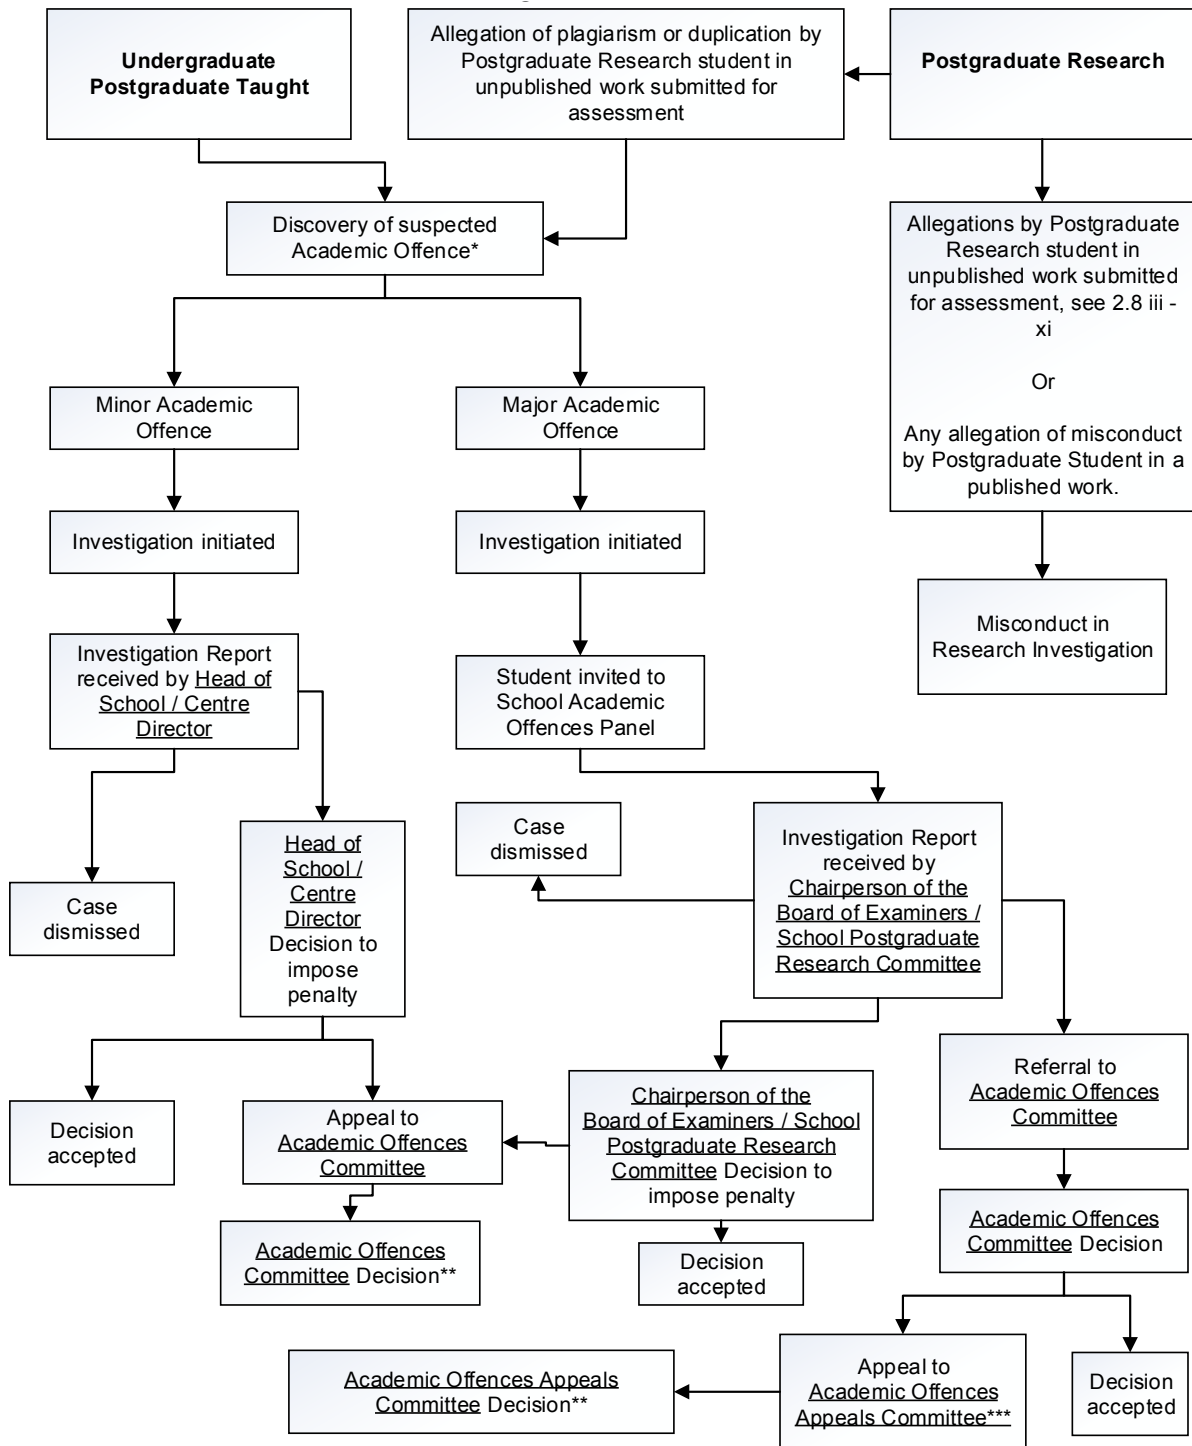 Undergraduate
Postgraduate Taught
Allegation of plagiarism or duplication by
Postgraduate Research student in
unpublished work submitted for
assessment
Postgraduate Research
Discovery of suspected
Academic Offence*
Allegations by Postgraduate
Research student in
unpublished work submitted
for assessment, see 2.8 iii -
xi
Or
Any allegation of misconduct
by Postgraduate Student in a
published work.
Minor Academic
Offence
Major Academic
Offence
Investigation initiated
Investigation initiated
Misconduct in
Research Investigation
Investigation Report
received by Head of
School / Centre
Director
Student invited to
School Academic
Offences Panel
Case
dismissed
Head of
School /
Centre
Director
Decision to
impose
penalty
Case
dismissed
Investigation Report
received by
Chairperson of the
Board of Examiners /
School Postgraduate
Research Committee
Decision
accepted
Appeal to
Academic Offences
Committee
Chairperson of the
Board of Examiners / School
Postgraduate Research
Committee Decision to
impose penalty
Referral to
Academic Offences
Committee
Academic Offences
Committee Decision**
Decision
accepted
Academic Offences
Committee Decision
Academic Offences Appeals
Committee Decision**
Appeal to
Academic Offences
Appeals Committee***
Decision
accepted